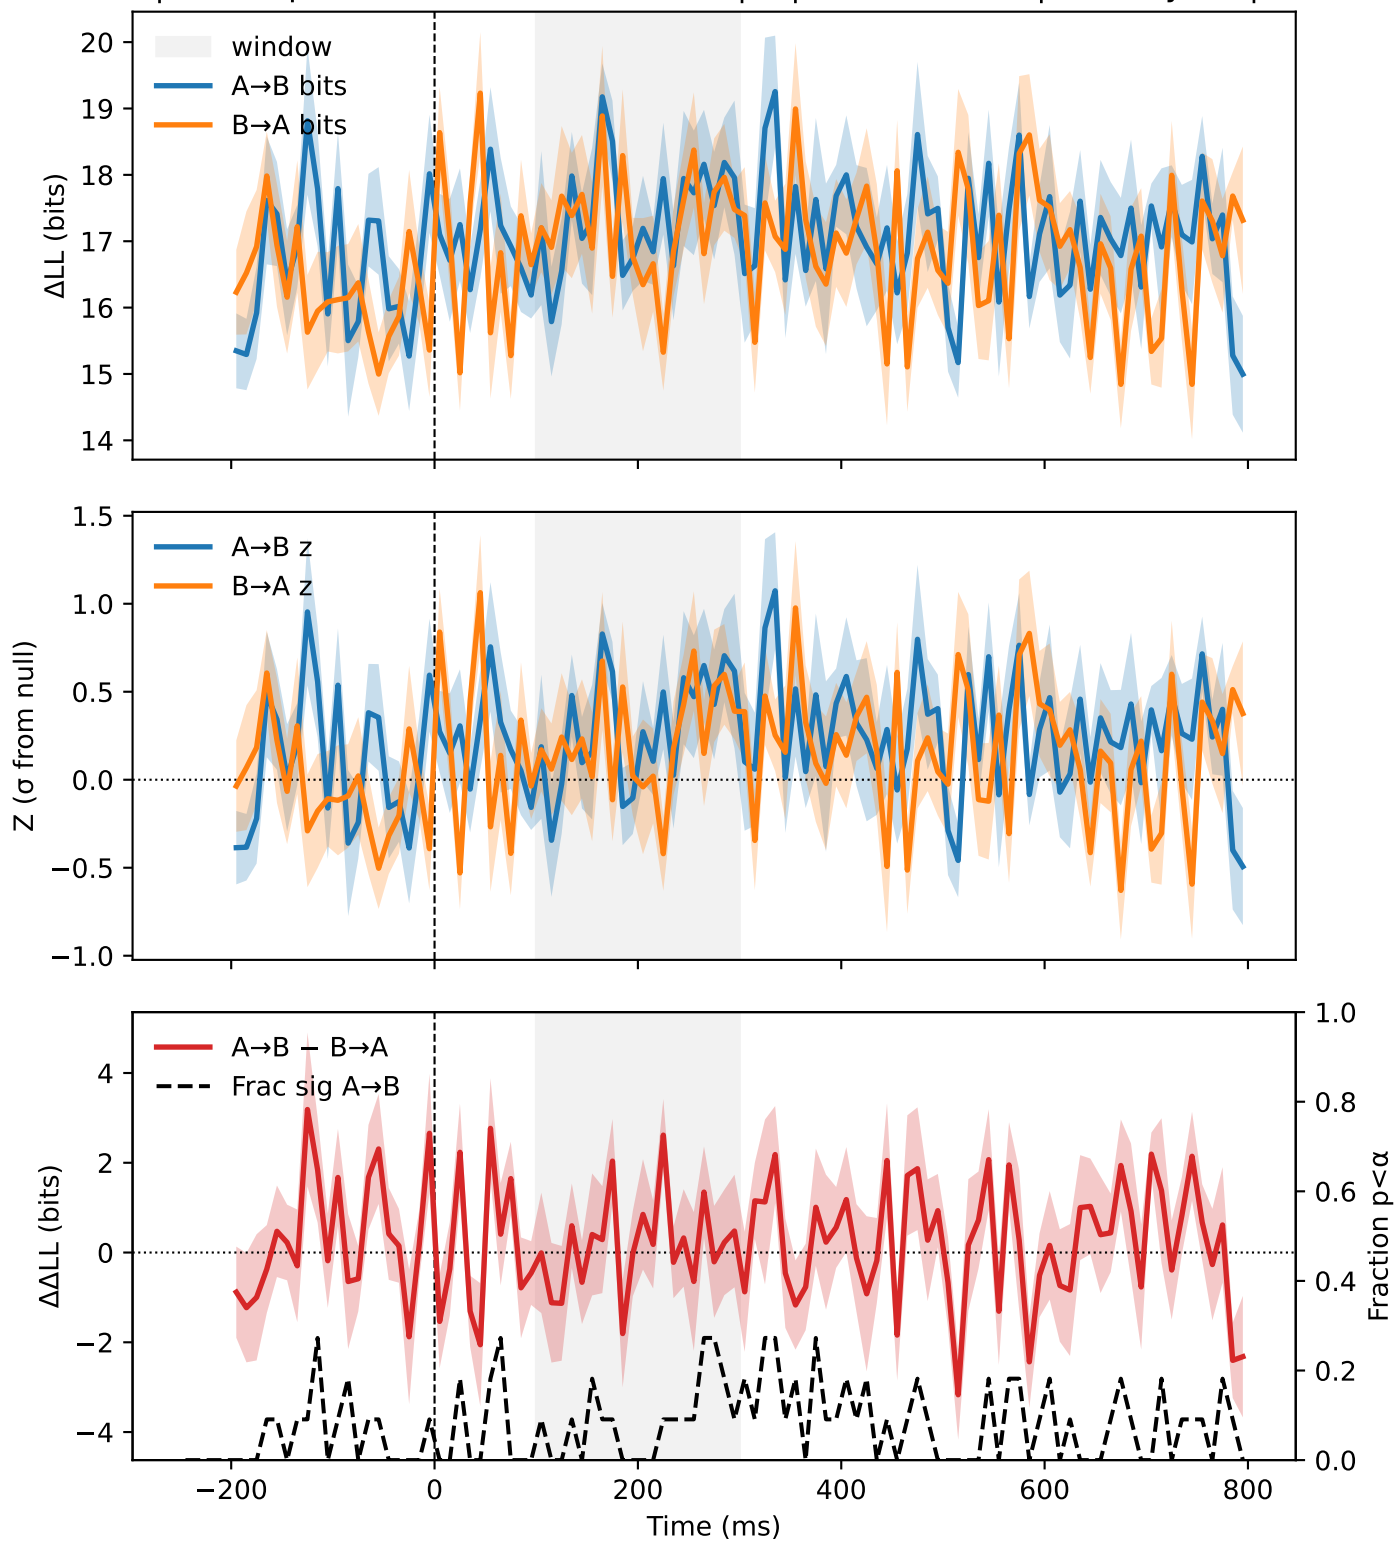 20
19
18
17
16
15
14
ΔLL (bits)
window
A→B bits
B→A bits
1.5
1.0
0.5
0.0
−0.5
−1.0
Z (σ from null)
A→B z
B→A z
4
2
0
−2
−4
ΔΔLL (bits)
A→B − B→A
Frac sig A→B
1.0
0.8
0.6
0.4
0.2
0.0
Fraction p<α
−200
0
200
400
600
800
Time (ms)